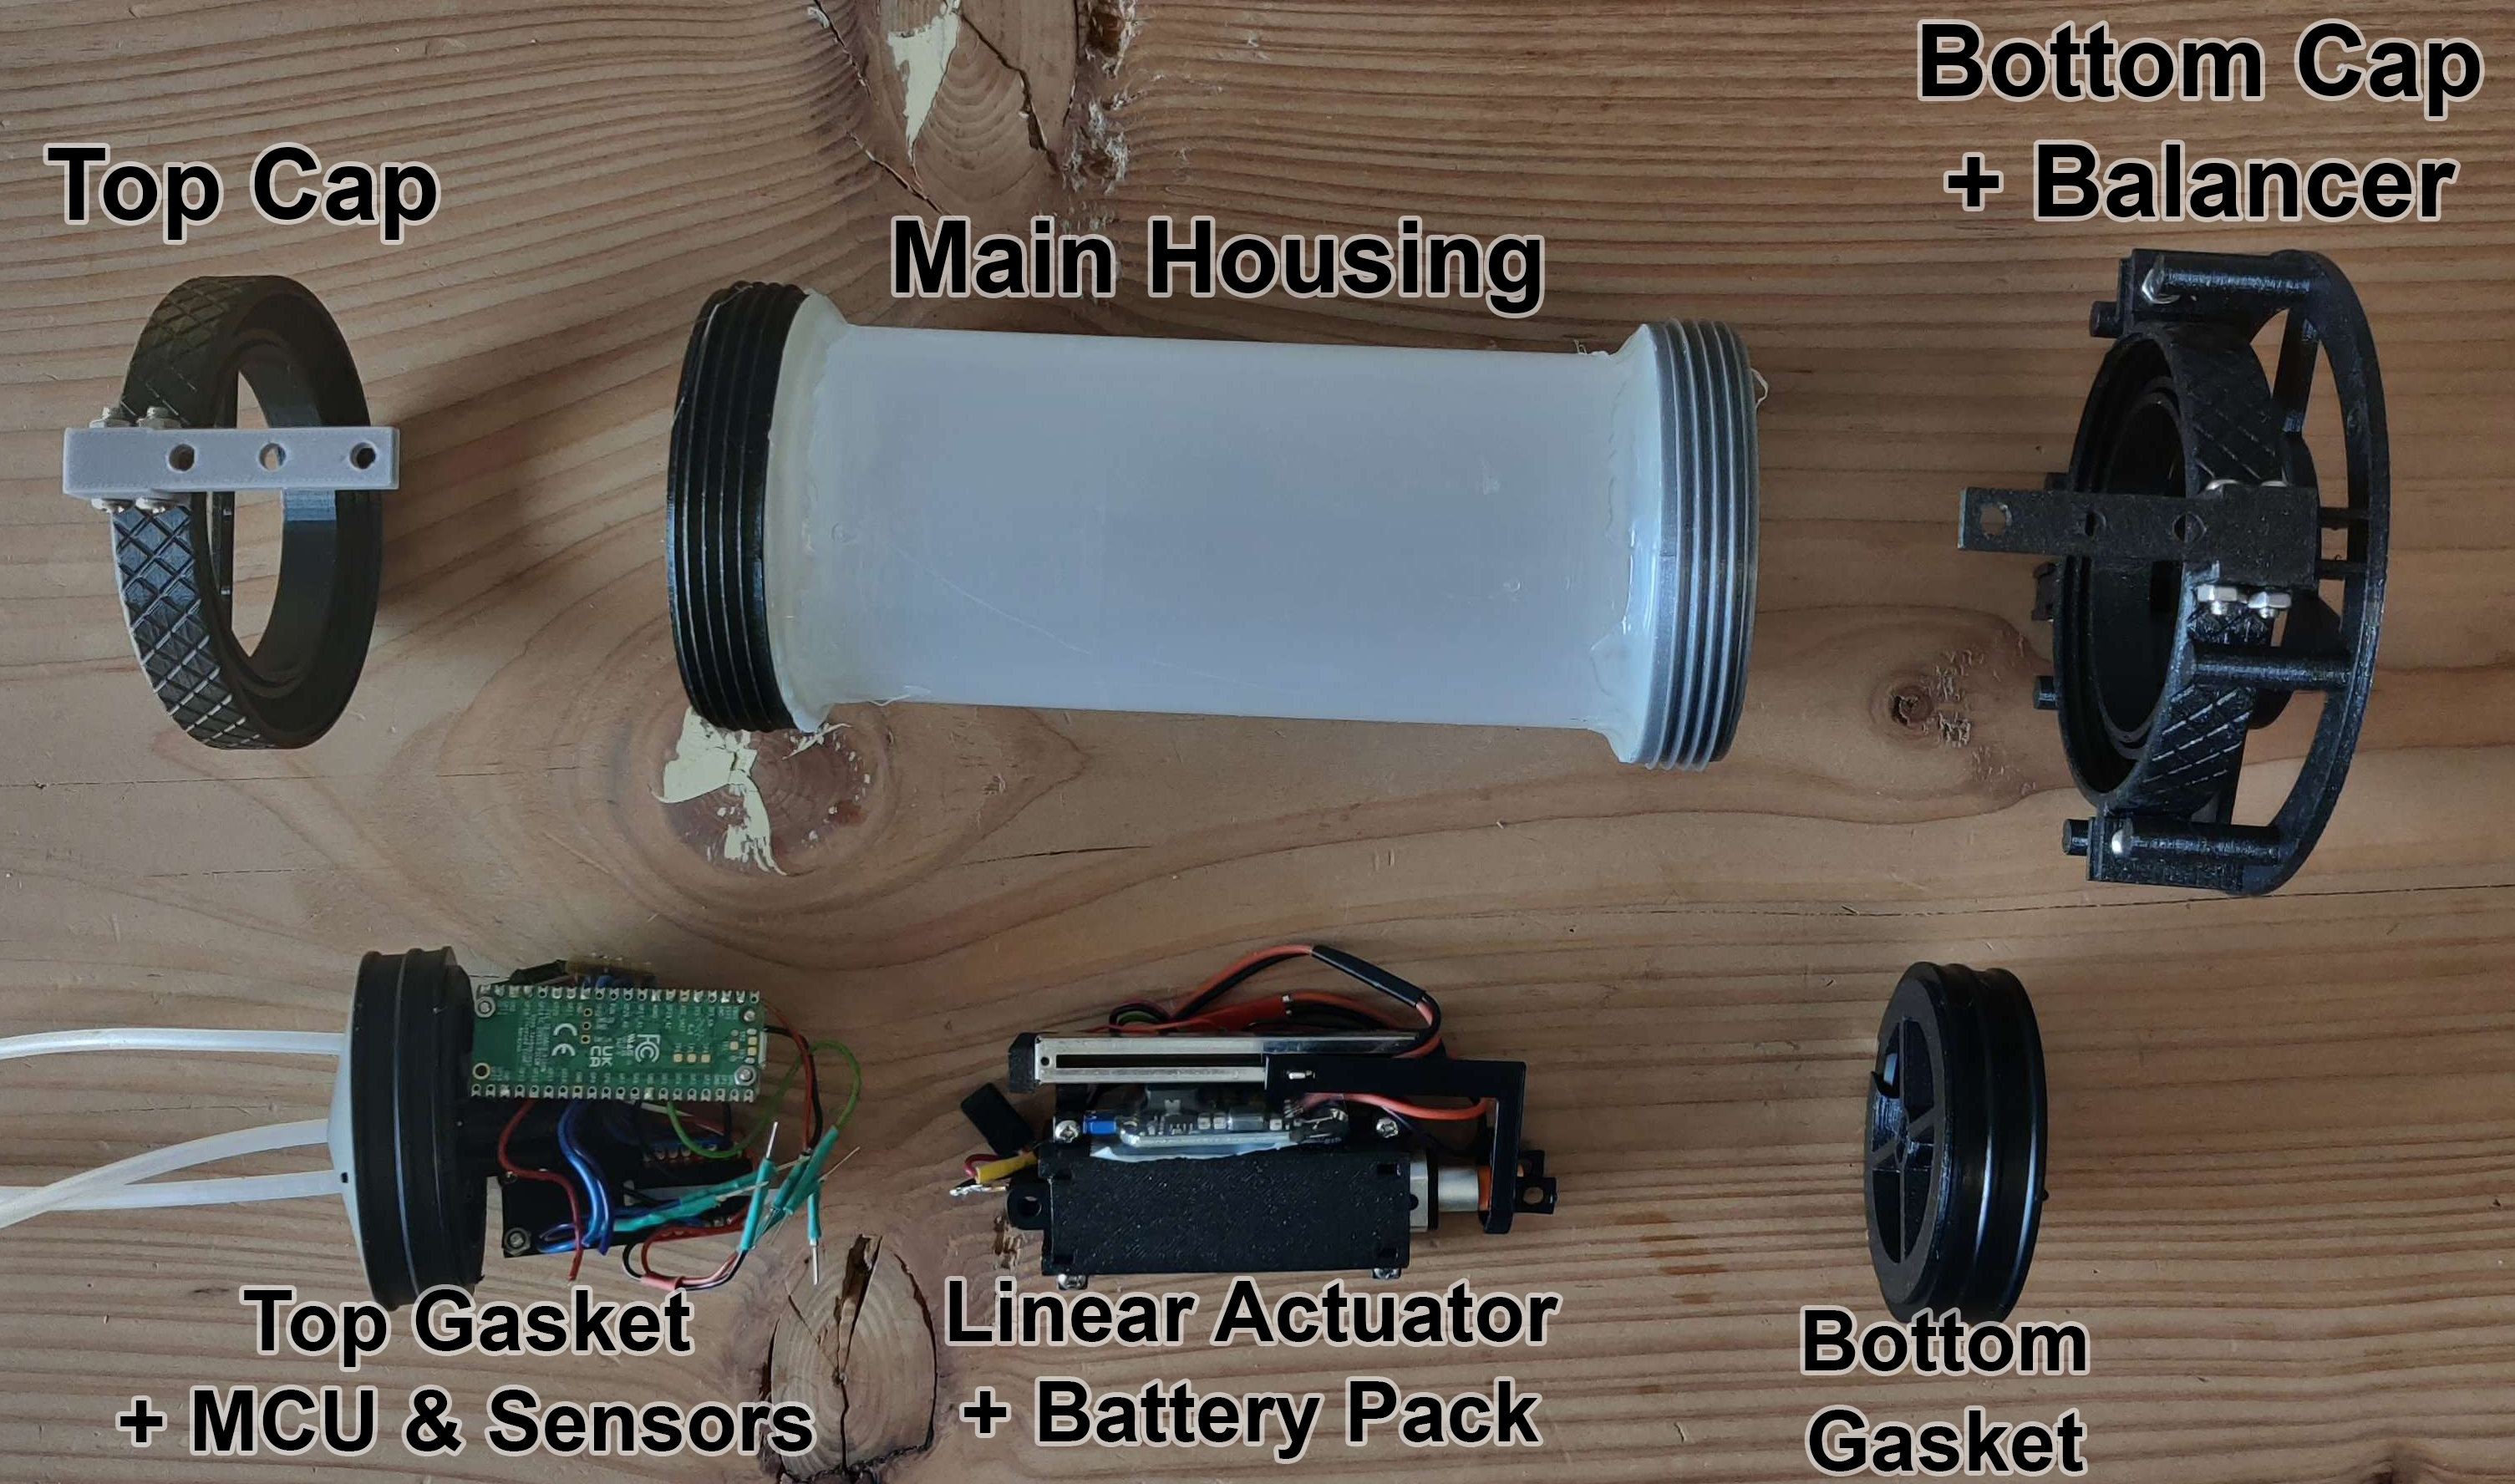 Bottom Cap
+ Balancer
Top Cap
Main Housing
FC
CE
UK
CA
Top Gasket
+ MCU & Sensors
Linear Actuator
+ Battery Pack
Bottom
Gasket